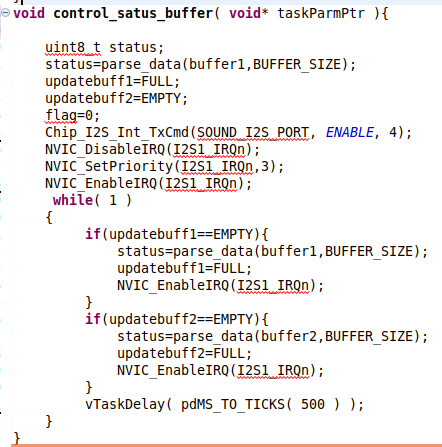 void control_satus_buffer( void* taskParmPtr ){
uint8_t status;
status=parse_data(buffer1,BUFFER_SIZE);
updatebuff1=FULL;
updatebuff2=EMPTY;
flag=0;
Chip_I2S_Int_TxCmd(SOUND_I2S_PORT, ENABLE, 4);
NVIC_DisableIRQ(I2S1_IRQn);
NVIC_SetPriority(I2S1_IRQn,3);
NVIC_EnableIRQ(I2S1_IRQn);
while( 1 )
{
if(updatebuff1==EMPTY){
status=parse_data(buffer1,BUFFER_SIZE);
updatebuff1=FULL;
NVIC_EnableIRQ(I2S1_IRQn);
}
if(updatebuff2==EMPTY){
status=parse_data(buffer2,BUFFER_SIZE);
updatebuff2=FULL;
NVIC_EnableIRQ(I2S1_IRQn);
}
vTaskDelay( pdMS_TO_TICKS( 500 ) );
}
}